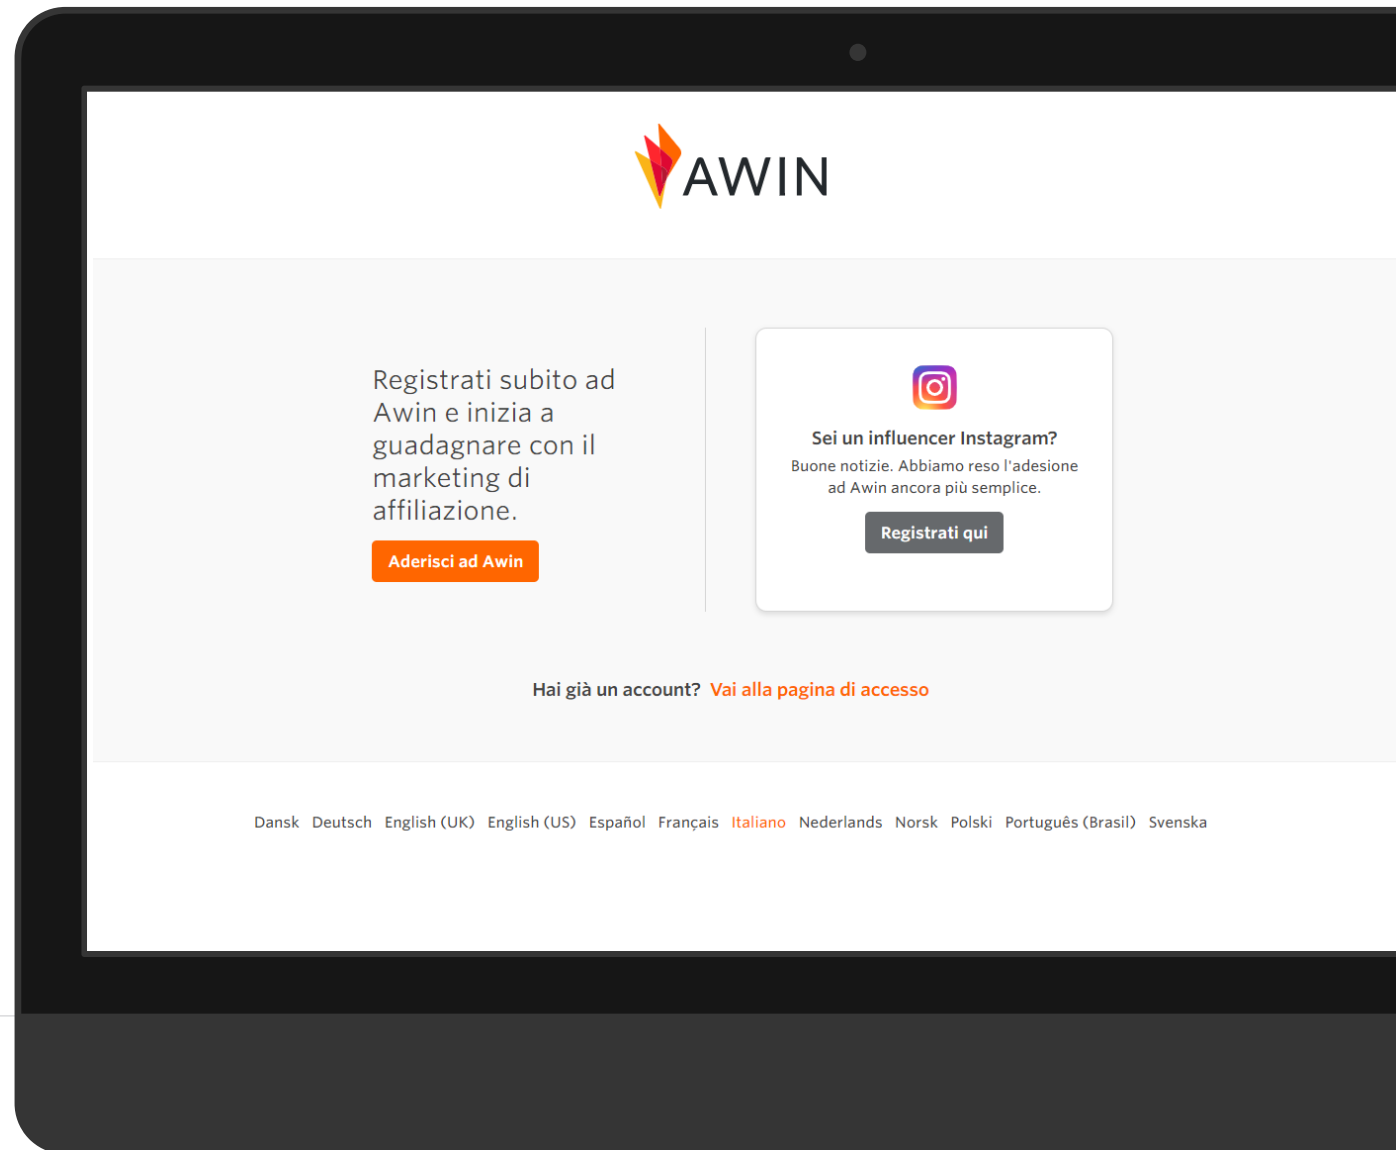 AWIN
Registrati subito ad
Awin e inizia a
guadagnare con il
marketing di
affiliazione.
Aderisci ad Awin
Sei un influencer Instagram?
Buone notizie. Abbiamo reso l'adesione
ad Awin ancora più semplice.
Registrati qui
Hai già un account? Vai alla pagina di accesso
Dansk Deutsch English (UK) English (US) Español Français Italiano Nederlands Norsk Polski Português (Brasil) Svenska